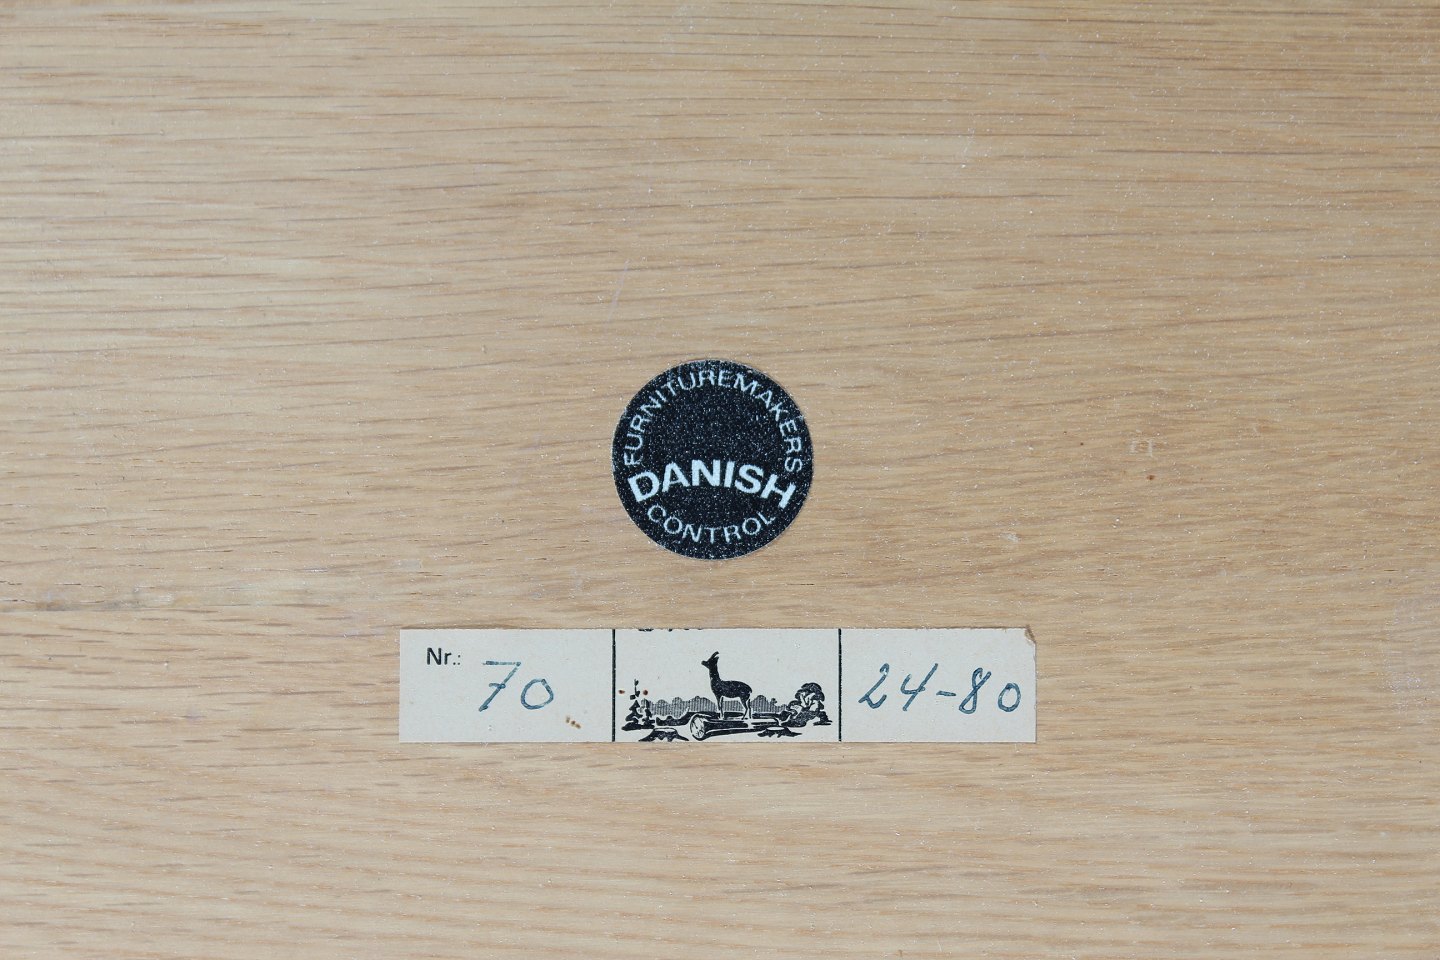 FURNITUREMAKERS
DANISH
CONTROL
Nr.: 70 24-80